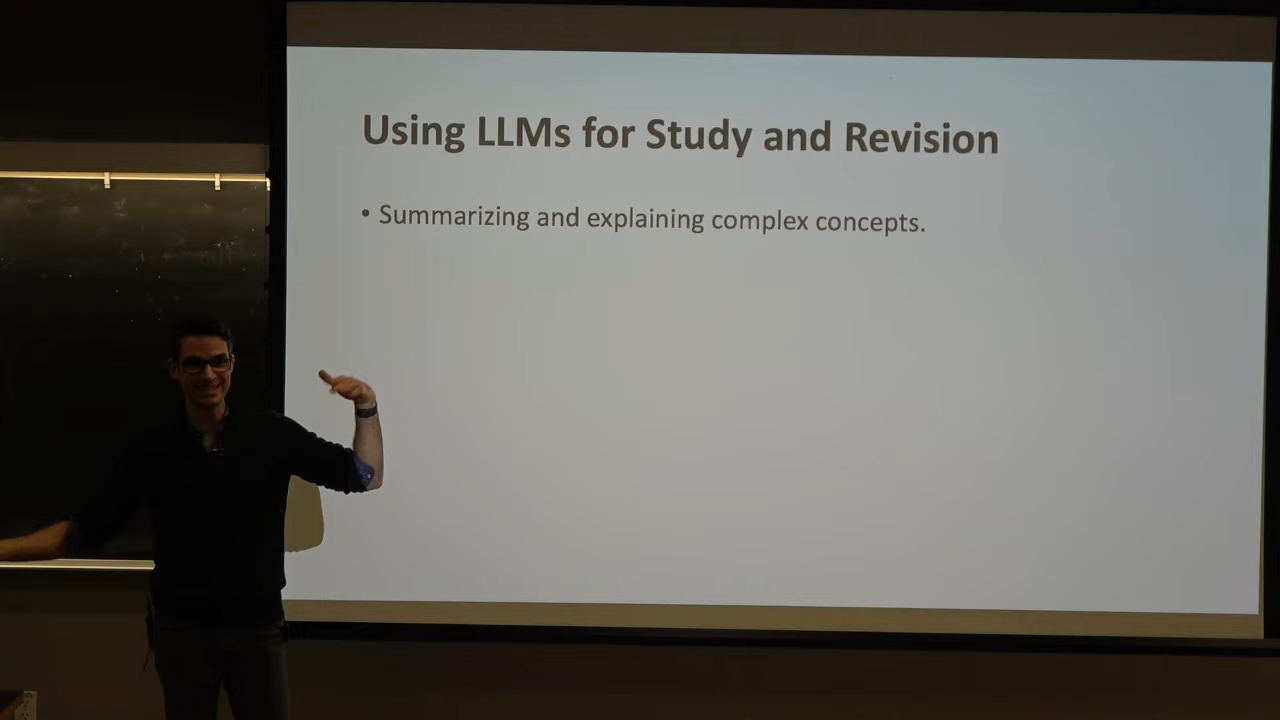 Using LLMs for Study and Revision
• Summarizing and explaining complex concepts.